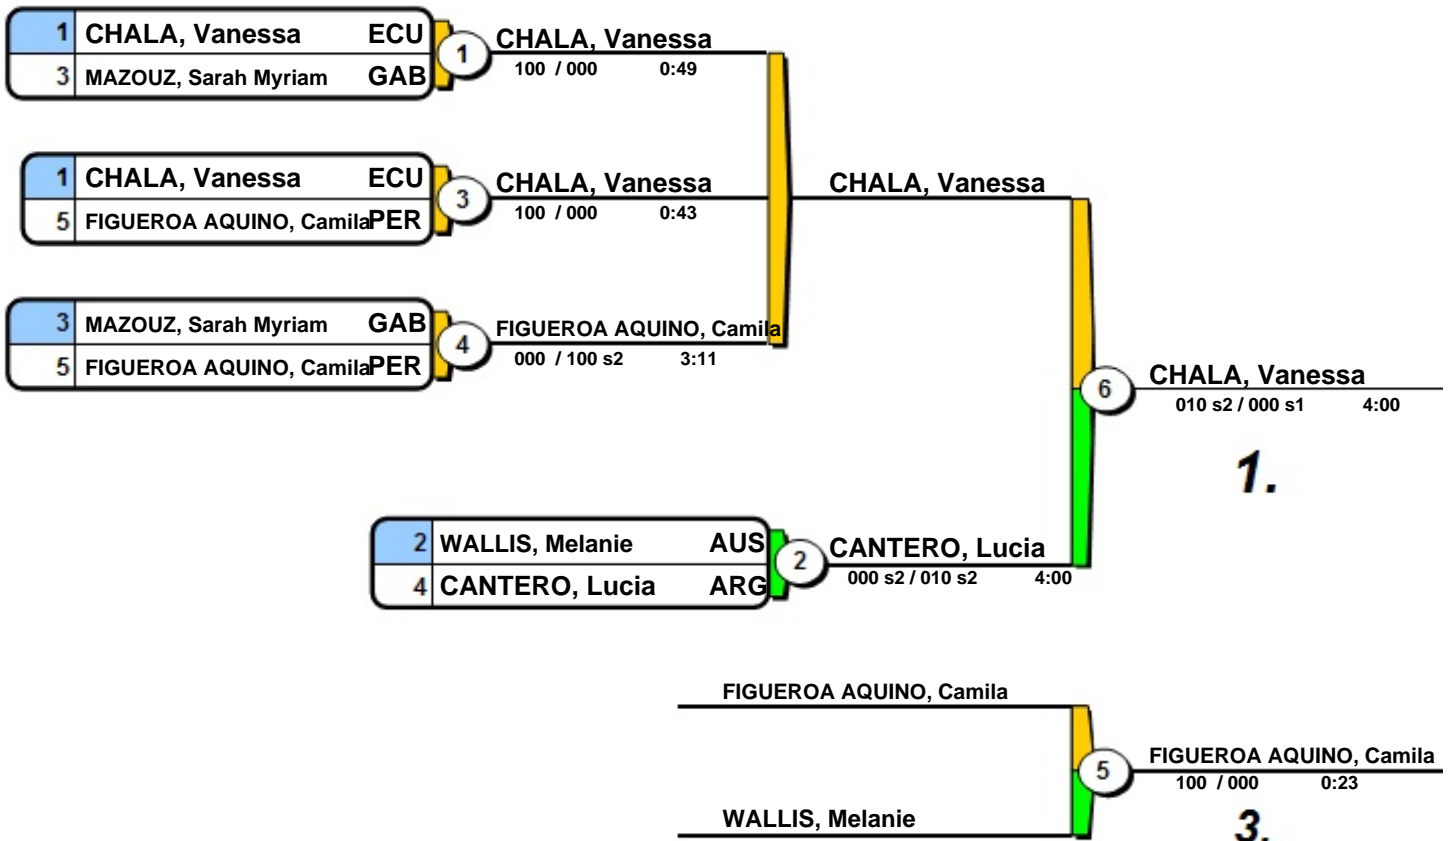 1 CHALA, Vanessa ECU
3 MAZOUZ, Sarah Myriam GAB
1
CHALA, Vanessa
100 / 000 0:49
1 CHALA, Vanessa ECU
5 FIGUEROA AQUINO, Camila PER
3
CHALA, Vanessa
100 / 000 0:43
CHALA, Vanessa
3 MAZOUZ, Sarah Myriam GAB
5 FIGUEROA AQUINO, Camila PER
4
FIGUEROA AQUINO, Camila
000 / 100 s2 3:11
6
CHALA, Vanessa
010 s2 / 000 s1 4:00
1.
2 WALLIS, Melanie AUS
4 CANTERO, Lucia ARG
2
CANTERO, Lucia
000 s2 / 010 s2 4:00
FIGUEROA AQUINO, Camila
WALLIS, Melanie
5
FIGUEROA AQUINO, Camila
100 / 000 0:23
3.